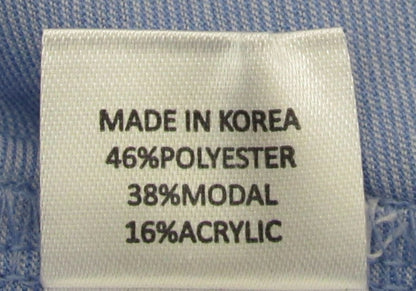 MADE IN KOREA
46%POLYESTER
38%MODAL
16%ACRYLIC